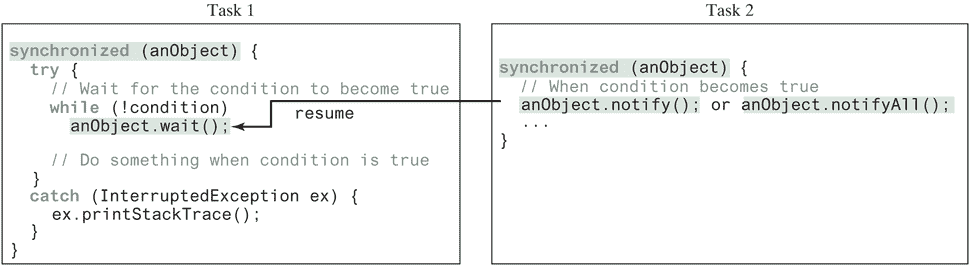 Task 1
synchronized (anObject) {
try {
// Wait for the condition to become true
while (!condition)
anObject.wait();
// Do something when condition is true
}
catch (InterruptedException ex) {
ex.printStackTrace();
}
}
resume
Task 2
synchronized (anObject) {
// When condition becomes true
anObject.notify(); or anObject.notifyAll();
...
}